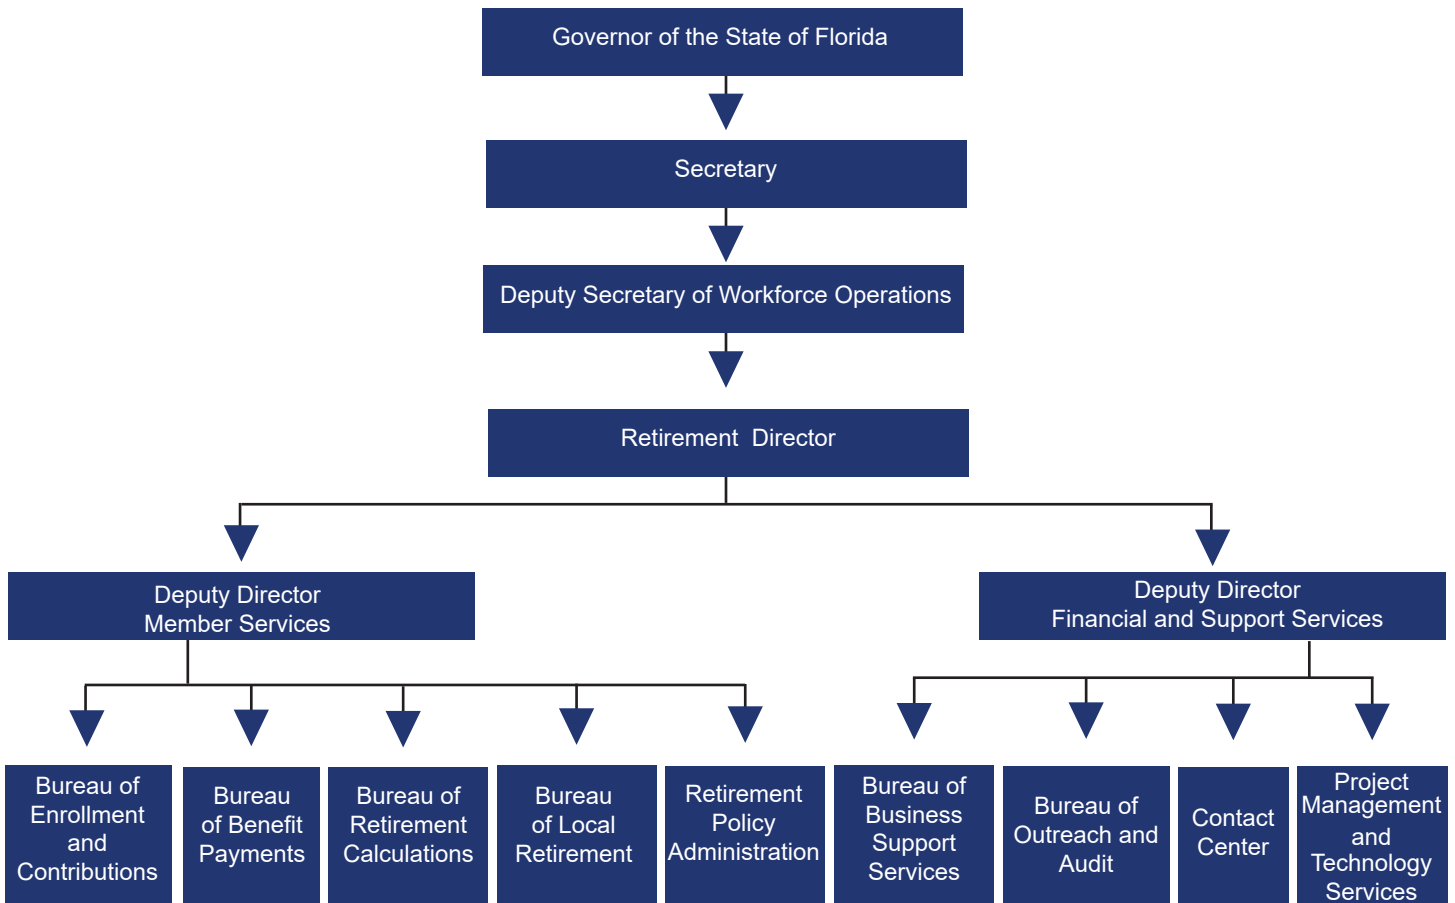 Governor of the State of Florida
Secretary
Deputy Secretary of Workforce Operations
Retirement  Director
Deputy Director
Member Services
Deputy Director
Financial and Support Services
Bureau of
Enrollment
and
Contributions
Bureau
of Benefit
Payments
Bureau of
Retirement
Calculations
Bureau
of Local
Retirement
Retirement
Policy
Administration
Bureau of
Business
Support
Services
Bureau of
Outreach and
Audit
Contact
Center
Project
Management
and
Technology
Services